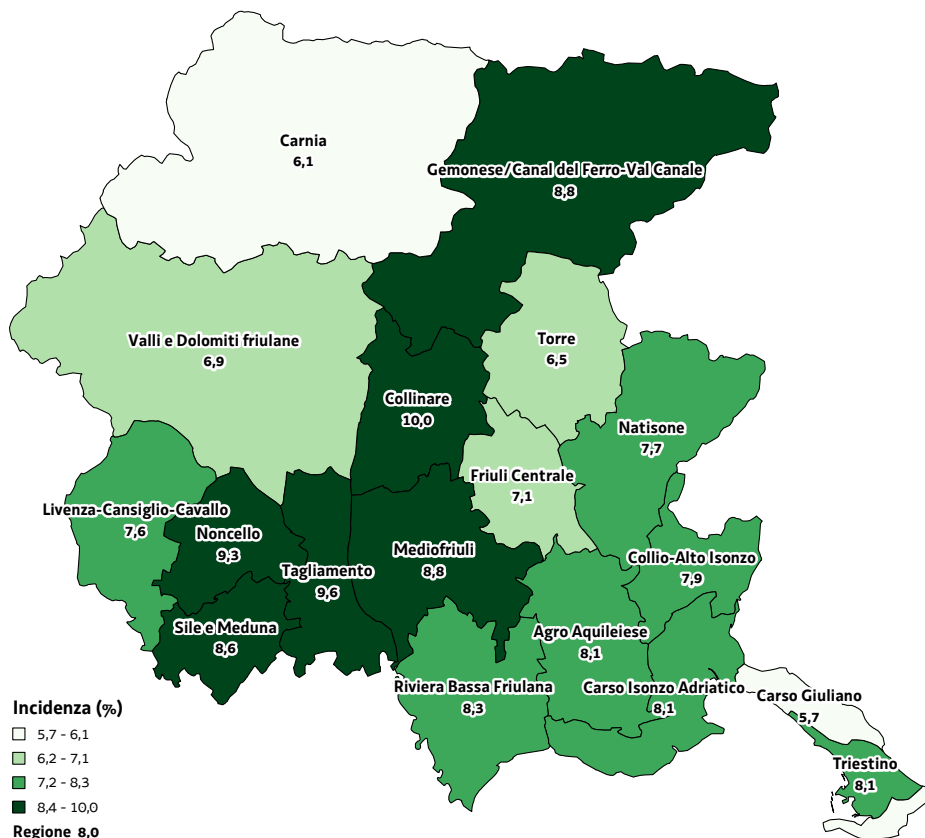 Carnia
6,1
Gemonese/Canal del Ferro-Val Canale
8,8
Valli e Dolomiti friulane
6,9
Torre
6,5
Collinare
10,0
Natisone
7,7
Friuli Centrale
7,1
Livenza-Cansiglio-Cavallo
7,6
Noncello
9,3
Mediofriuli
8,8
Collio-Alto Isonzo
7,9
Tagliamento
9,6
Sile e Meduna
8,6
Agro Aquileiese
8,1
Riviera Bassa Friulana
8,3
Carso Isonzo Adriatico
8,1
Carso Giuliano
5,7
Triestino
8,1
Incidenza (%)
5,7 - 6,1
6,2 - 7,1
7,2 - 8,3
8,4 - 10,0
Regione 8,0